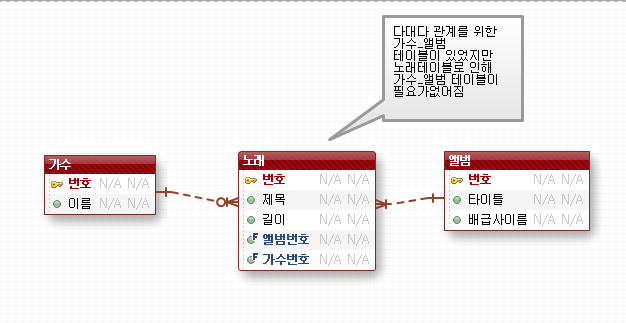 다대다 관계를 위한
가수_앨범
테이블이 있었지만
노래테이블로 인해
가수_앨범 테이블이
필요가없어짐
가수
번호 N/A N/A
이름 N/A N/A
노래
번호 N/A N/A
제목 N/A N/A
길이 N/A N/A
F 앨범번호 N/A N/A
F 가수번호 N/A N/A
앨범
번호 N/A N/A
타이틀 N/A N/A
배급사이름 N/A N/A